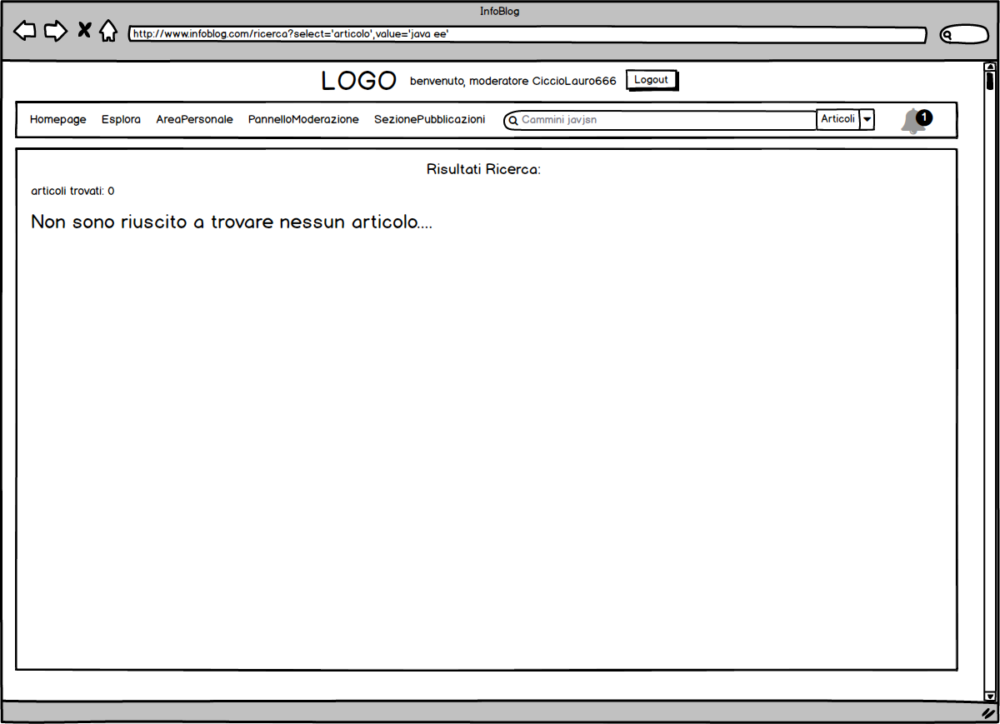 InfoBlog
http://www.infoblog.com/ricerca?select='articolo',value='java ee'
LOGO benvenuto, moderatore CiccioLauro666 Logout
Homepage Esplora AreaPersonale PannelloModerazione SezionePubblicazioni Cammini javjsn Articoli 1
Risultati Ricerca:
articoli trovati: 0
Non sono riuscito a trovare nessun articolo....